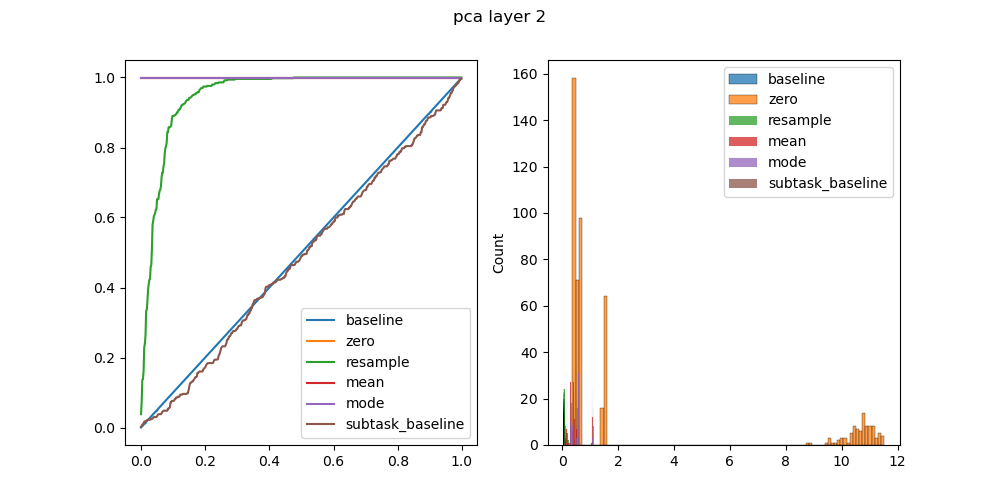 pca layer 2
1.0
0.8
0.6
0.4
0.2
0.0
0.0
0.2
0.4
0.6
0.8
1.0
baseline
zero
resample
mean
mode
subtask_baseline
Count
160
140
120
100
80
60
40
20
0
0
2
4
6
8
10
12
baseline
zero
resample
mean
mode
subtask_baseline